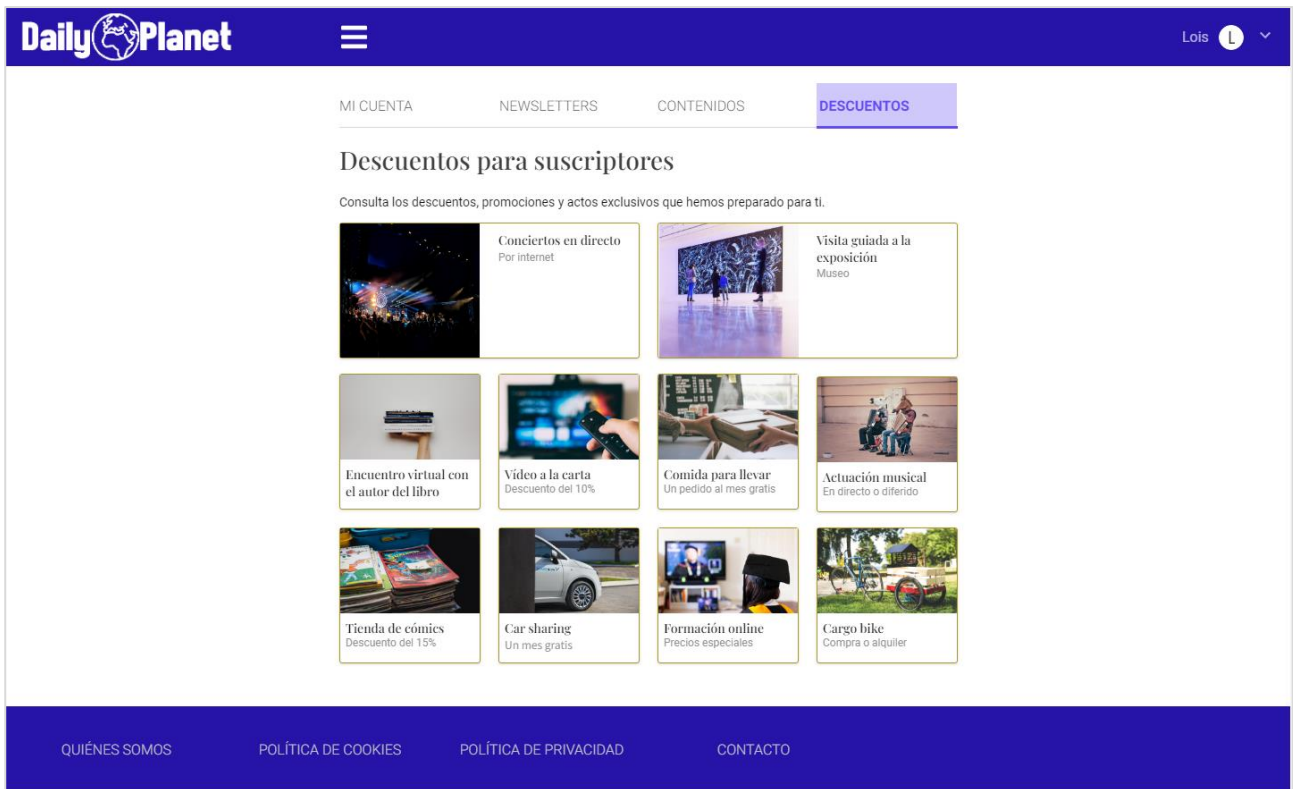 Daily Planet
Lois L
MI CUENTA NEWSLETTERS CONTENIDOS DESCUENTOS
Descuentos para suscriptores
Consulta los descuentos, promociones y actos exclusivos que hemos preparado para ti.
Conciertos en directo
Por internet
Visita guiada a la
exposición
Museo
Encuentro virtual con
el autor del libro
Vídeo a la carta
Descuento del 10%
Comida para llevar
Un pedido al mes gratis
Actuación musical
En directo o diferido
Tienda de cómics
Descuento del 15%
Car sharing
Un mes gratis
Formación online
Precios especiales
Cargo bike
Compra o alquiler
QUIÉNES SOMOS POLÍTICA DE COOKIES POLÍTICA DE PRIVACIDAD CONTACTO